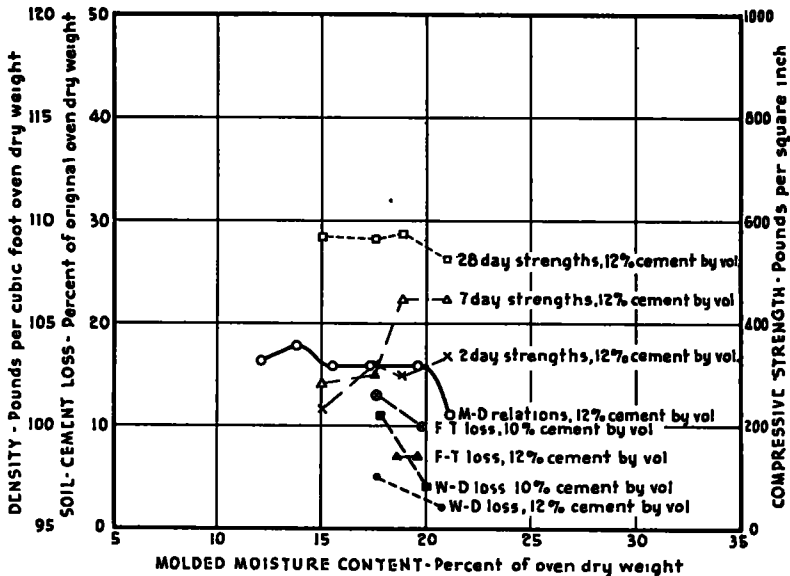 DENSITY - Pounds per cubic foot oven dry weight
120
115
110
105
100
95
SOIL-CEMENT LOSS - Percent of original oven dry weight
50
40
30
20
10
0
COMPRESSIVE STRENGTH - Pounds per square inch
1000
800
600
400
200
0
28 day strengths, 12% cement by vol.
7 day strengths, 12% cement by vol
2 day strengths, 12% cement by vol.
M-D relations, 12% cement by vol
F T loss, 10% cement by vol
F-T loss, 12% cement by vol
W-D loss 10% cement by vol
W-D loss, 12% cement by vol
5 10 15 20 25 30 35
MOLDED MOISTURE CONTENT - Percent of oven dry weight